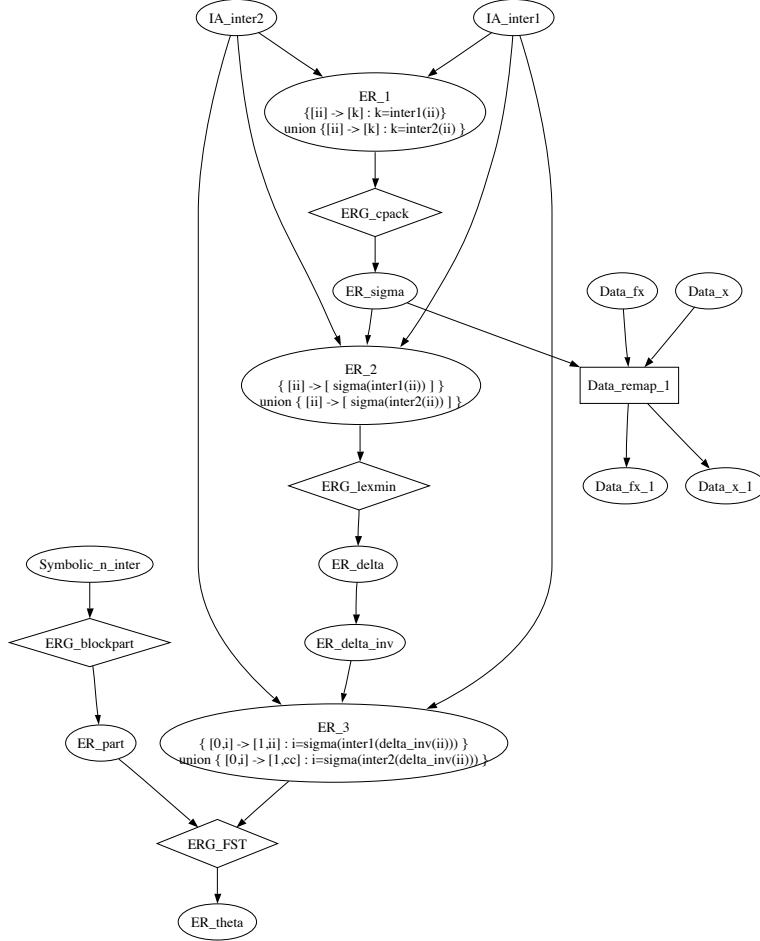 IA_inter2
IA_inter1
ER_1
{[ii] -> [k] : k=inter1(ii)}
union {[ii] -> [k] : k=inter2(ii) }
ERG_cpack
ER_sigma
Data_fx
Data_x
ER_2
{ [ii] -> [ sigma(inter1(ii)) ] }
union { [ii] -> [ sigma(inter2(ii)) ] }
Data_remap_1
ERG_lexmin
Data_fx_1
Data_x_1
Symbolic_n_inter
ER_delta
ERG_blockpart
ER_delta_inv
ER_part
ER_3
{ [0,i] -> [1,ii] : i=sigma(inter1(delta_inv(ii))) }
union { [0,i] -> [1,cc] : i=sigma(inter2(delta_inv(ii))) }
ERG_FST
ER_theta